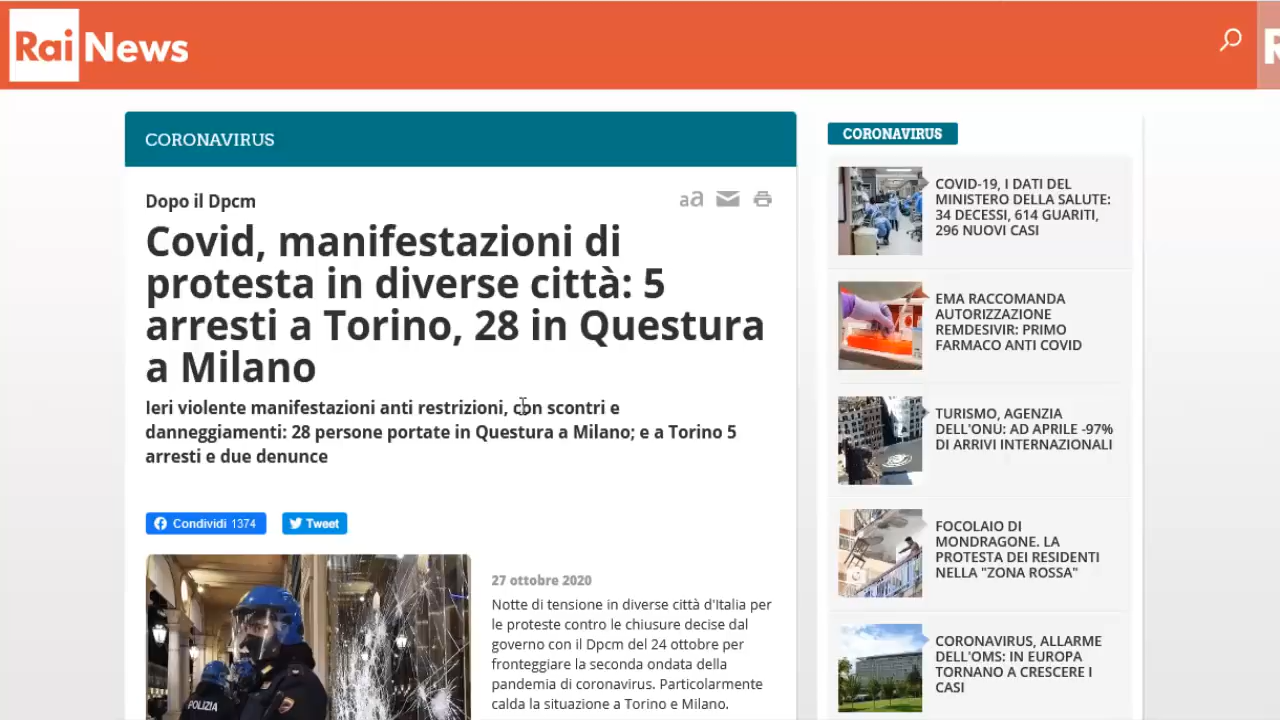 Rai News
CORONAVIRUS
Dopo il Dpcm
aa
Covid, manifestazioni di
protesta in diverse città: 5
arresti a Torino, 28 in Questura
a Milano
Ieri violente manifestazioni anti restrizioni, con scontri e
danneggiamenti: 28 persone portate in Questura a Milano; e a Torino 5
arresti e due denunce
Condividi 1374
Tweet
POLIZIA
27 ottobre 2020
Notte di tensione in diverse città d'Italia per
le proteste contro le chiusure decise dal
governo con il Dpcm del 24 ottobre per
fronteggiare la seconda ondata della
pandemia di coronavirus. Particolarmente
calda la situazione a Torino e Milano.
CORONAVIRUS
COVID-19, I DATI DEL
MINISTERO DELLA SALUTE:
34 DECESSI, 614 GUARITI,
296 NUOVI CASI
EMA RACCOMANDA
AUTORIZZAZIONE
REMDESIVIR: PRIMO
FARMACO ANTI COVID
TURISMO, AGENZIA
DELL'ONU: AD APRILE -97%
DI ARRIVI INTERNAZIONALI
FOCOLAIO DI
MONDRAGONE. LA
PROTESTA DEI RESIDENTI
NELLA "ZONA ROSSA"
CORONAVIRUS, ALLARME
DELL'OMS: IN EUROPA
TORNANO A CRESCERE I
CASI